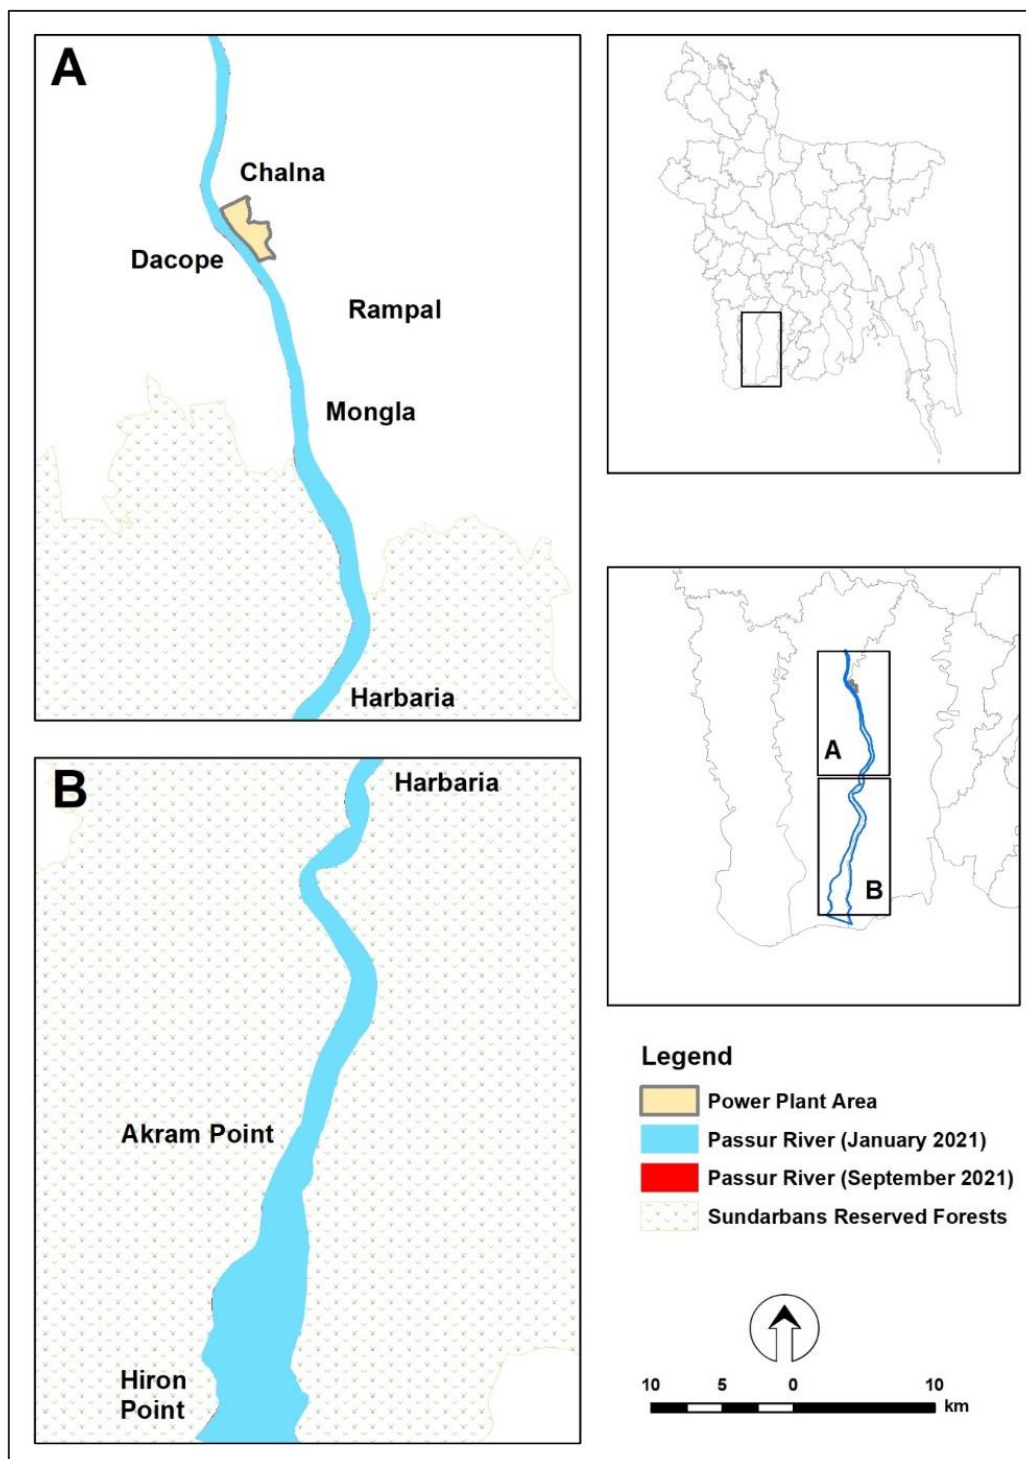 A
Chalna
Dacope
Rampal
Mongla
Harbaria
B
Harbaria
Akram Point
Hiron
Point
A
B
Legend
Power Plant Area
Passur River (January 2021)
Passur River (September 2021)
Sundarbans Reserved Forests
10 5 0 10
km